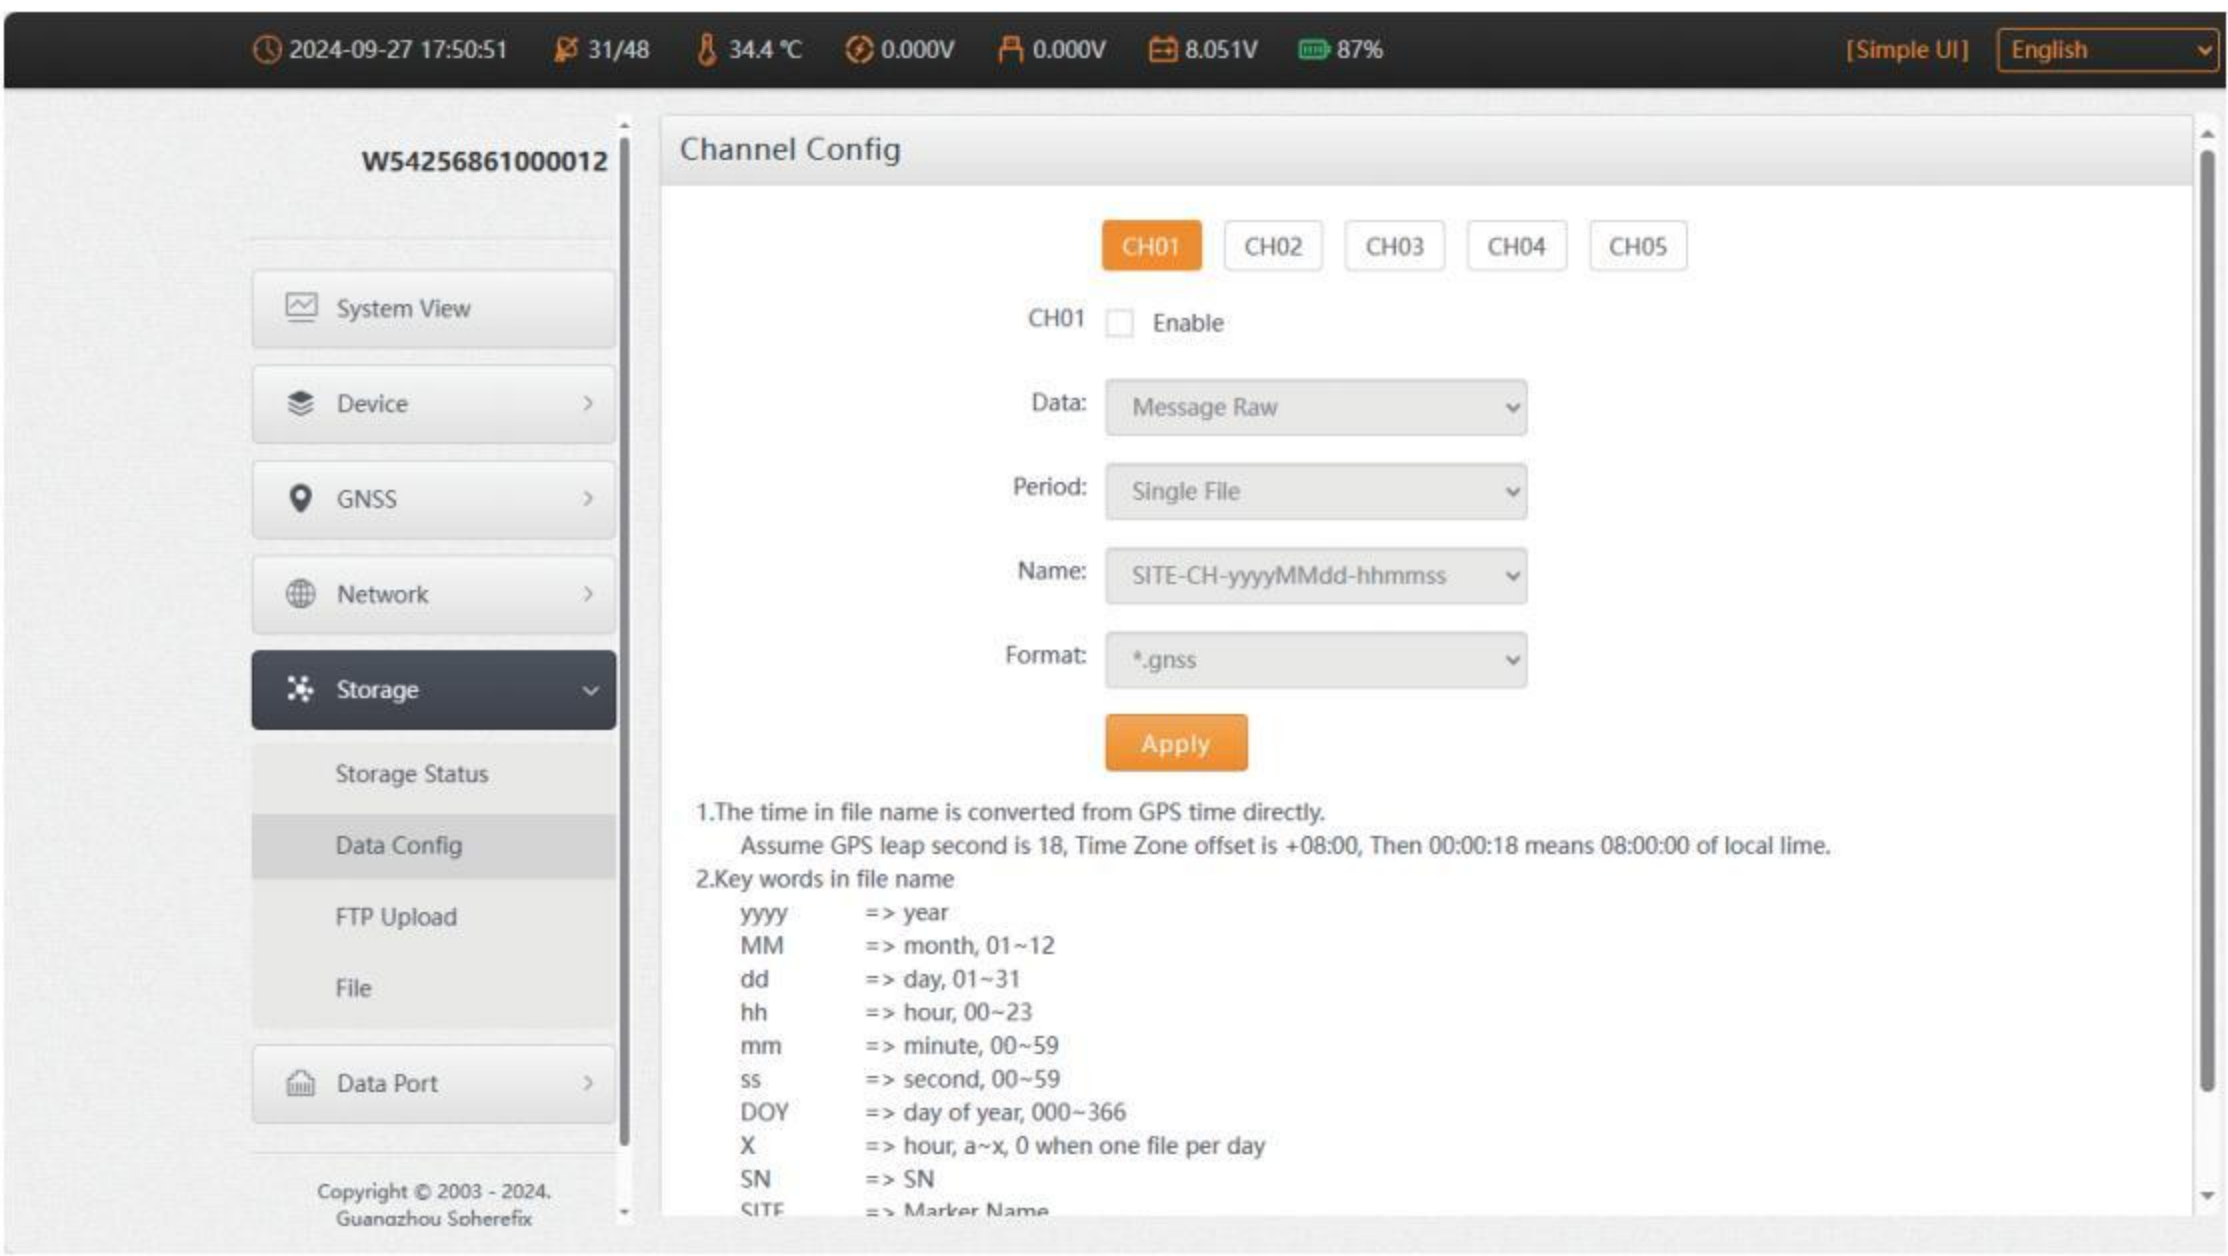 2024-09-27 17:50:51 31/48 34.4 ℃ 0.000V 0.000V 8.051V 87% [Simple UI] English
W54256861000012
System View
Device
GNSS
Network
Storage
Storage Status
Data Config
FTP Upload
File
Data Port
Copyright © 2003 - 2024.
Guangzhou Spherefix
Channel Config
CH01 CH02 CH03 CH04 CH05
CH01 Enable
Data: Message Raw
Period: Single File
Name: SITE-CH-yyyyMMdd-hhmmss
Format: *.gnss
Apply
1.The time in file name is converted from GPS time directly.
Assume GPS leap second is 18, Time Zone offset is +08:00, Then 00:00:18 means 08:00:00 of local lime.
2.Key words in file name
yyyy => year
MM => month, 01~12
dd => day, 01~31
hh => hour, 00~23
mm => minute, 00~59
ss => second, 00~59
DOY => day of year, 000~366
X => hour, a~x, 0 when one file per day
SN => SN
SITE => Marker Name